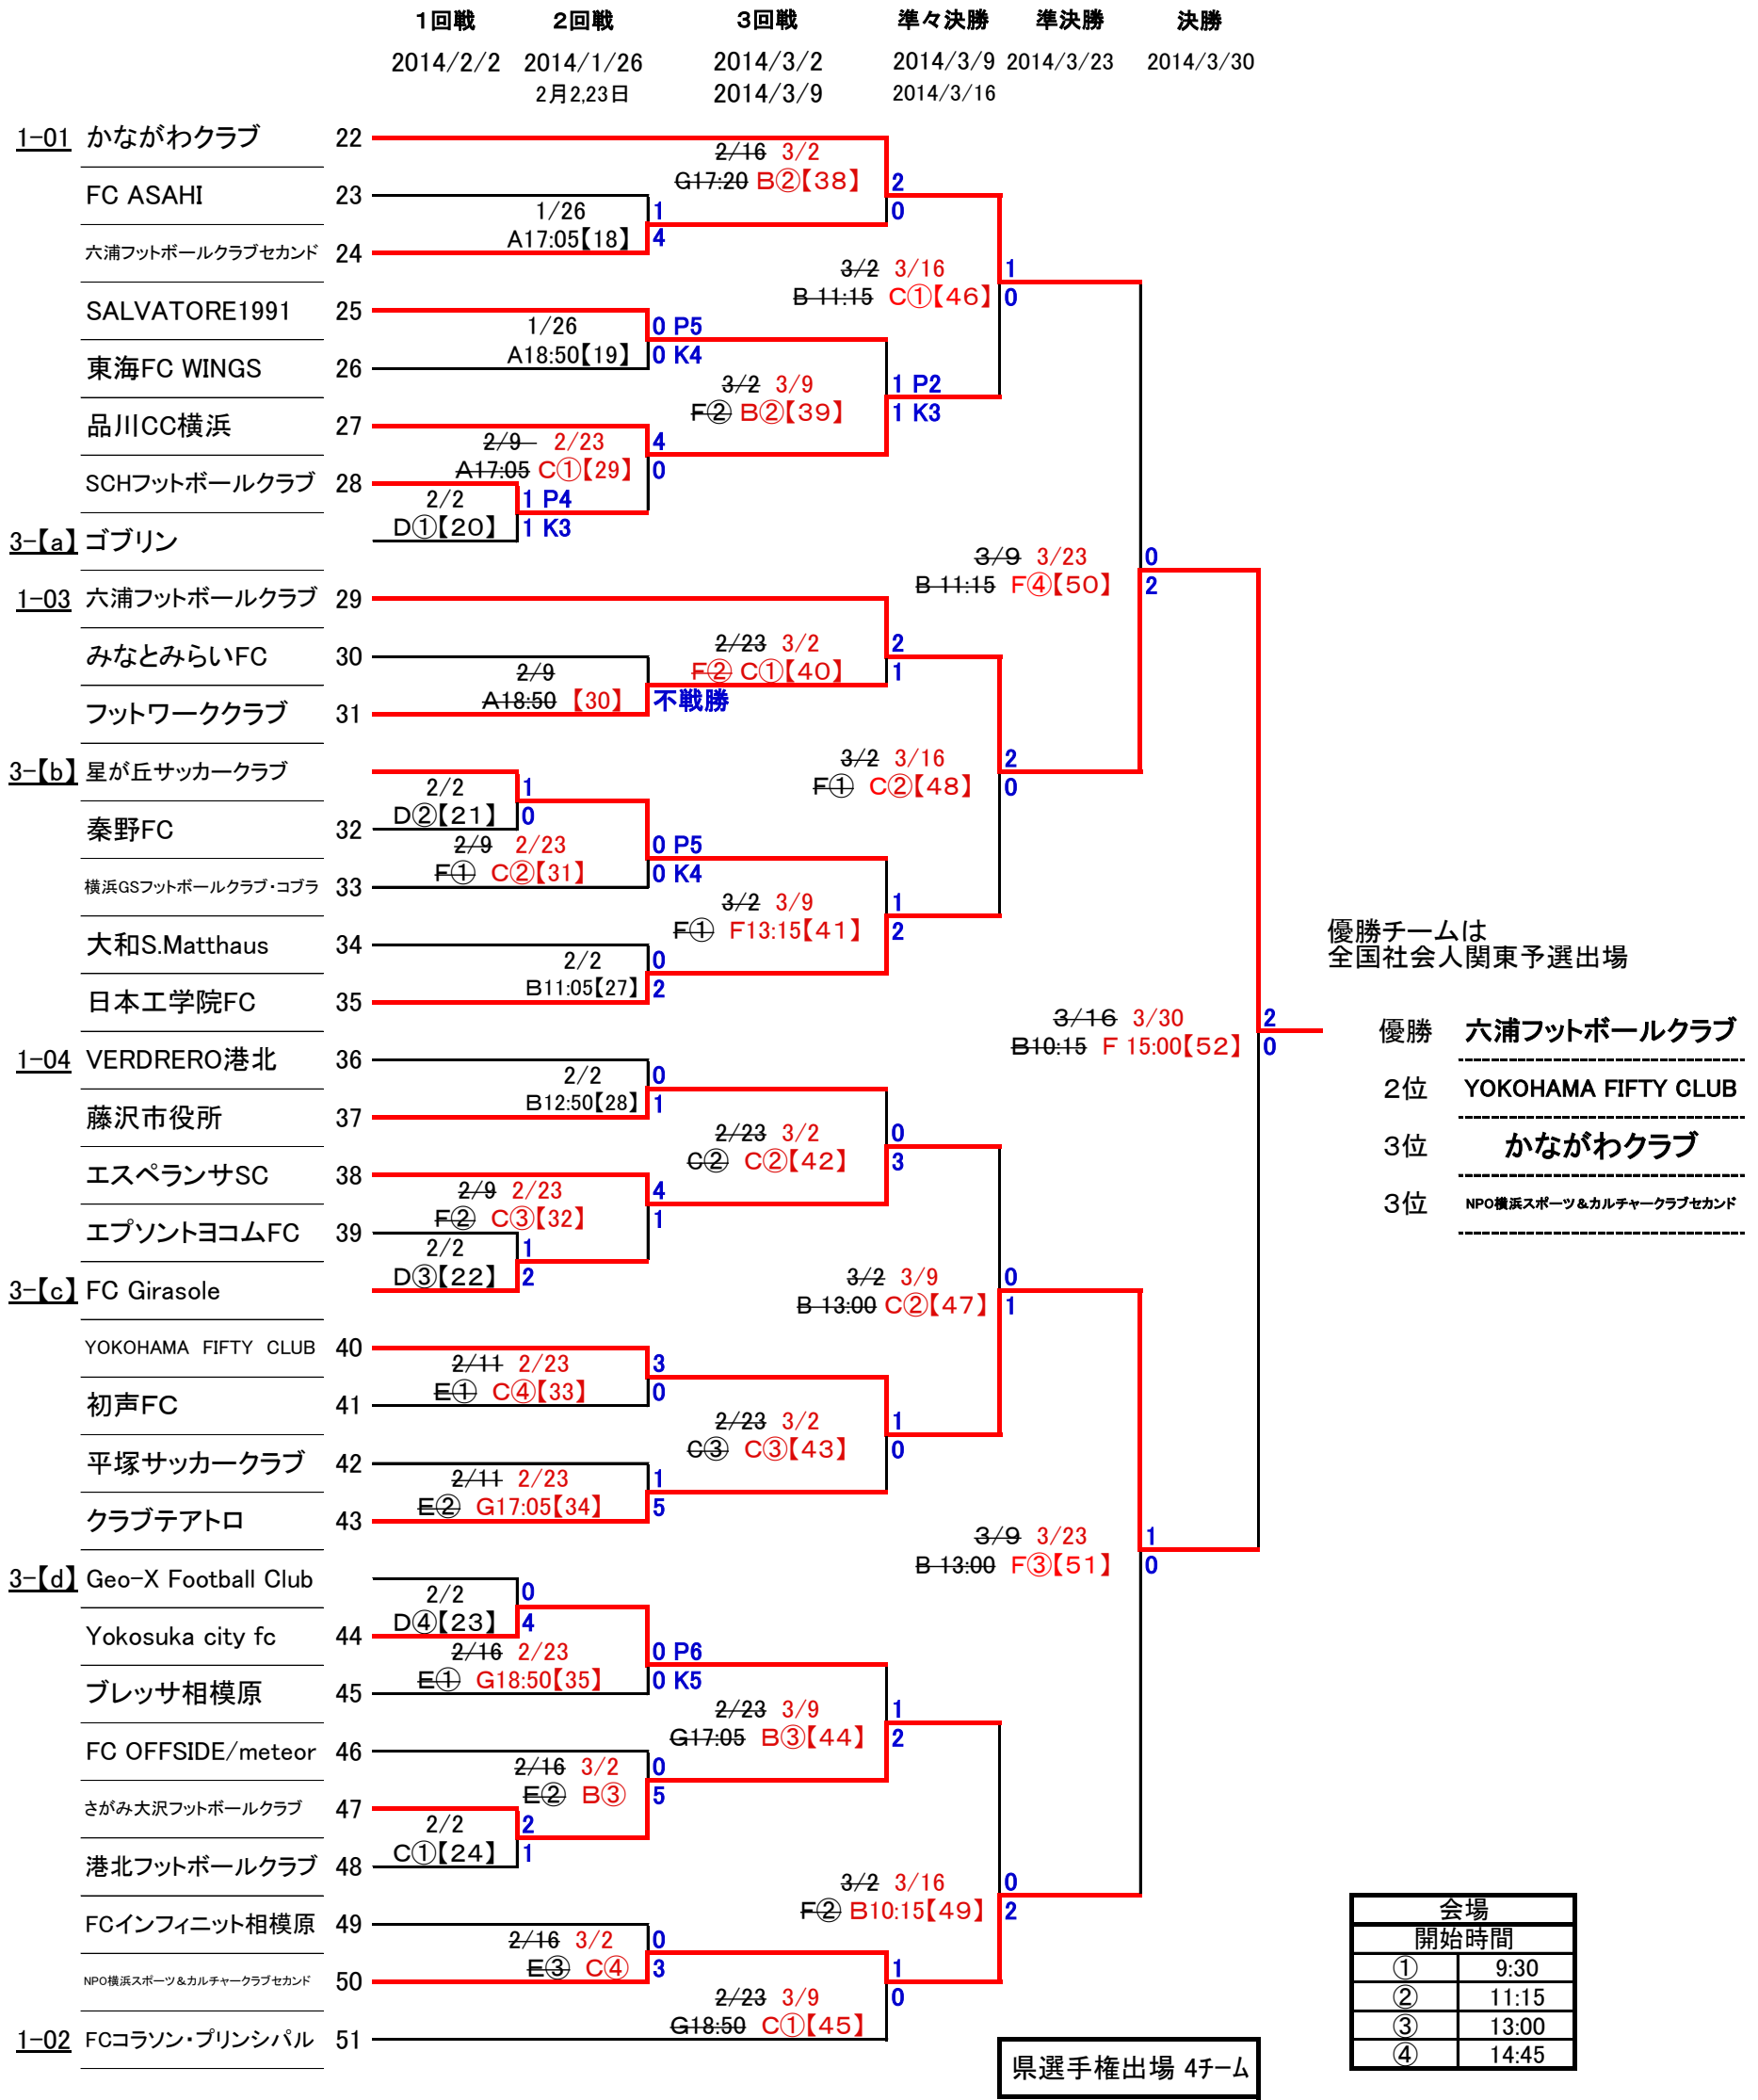 1回戦 2回戦 3回戦 準々決勝 準決勝 決勝
2014/2/2 2014/1/26 2014/3/2 2014/3/9 2014/3/23 2014/3/30
2月2,23日 2014/3/9 2014/3/16
1-01 かながわクラブ 22
2/16 3/2
G17:20 B②【38】 2
FC ASAHI 23
1/26 1 0
A17:05【18】 4
六浦フットボールクラブセカンド 24
3/2 3/16 1
B 11:15 C①【46】 0
SALVATORE1991 25
1/26 0 P5
A18:50【19】 0 K4
東海FC WINGS 26
3/2 3/9 1 P2
F② B②【39】 1 K3
品川CC横浜 27
2/9 2/23 4
A17:05 C①【29】 0
SCHフットボールクラブ 28
2/2 1 P4
D①【20】 1 K3
3-【a】 ゴブリン
3/9 3/23 0
B 11:15 F④【50】 2
1-03 六浦フットボールクラブ 29
みなとみらいFC 30
2/23 3/2 2
2/9 F② C①【40】 1
A18:50 【30】 不戦勝
フットワーククラブ 31
3/2 3/16 2
3-【b】 星が丘サッカークラブ
F① C②【48】 0
2/2 1
D②【21】 0
秦野FC 32
2/9 2/23 0 P5
F① C②【31】 0 K4
横浜GSフットボールクラブ・コブラ 33
3/2 3/9 1
F① F13:15【41】 2
大和S.Matthaus 34
2/2 0
B11:05【27】 2
優勝チームは
全国社会人関東予選出場
日本工学院FC 35
3/16 3/30 2
B10:15 F 15:00【52】 0
優勝 六浦フットボールクラブ
1-04 VERDRERO港北 36
2/2 0
B12:50【28】 1
2位 YOKOHAMA FIFTY CLUB
藤沢市役所 37
2/23 3/2 0
C② C②【42】 3
3位 かながわクラブ
エスペランサSC 38
2/9 2/23 4
F② C③【32】 1
3位 NPO横浜スポーツ&カルチャークラブセカンド
エプソントヨコムFC 39
2/2 1
D③【22】 2
3-【c】 FC Girasole
3/2 3/9 0
B 13:00 C②【47】 1
YOKOHAMA FIFTY CLUB 40
2/11 2/23 3
E① C④【33】 0
初声FC 41
2/23 3/2 1
C③ C③【43】 0
平塚サッカークラブ 42
2/11 2/23 1
E② G17:05【34】 5
クラブテアトロ 43
3/9 3/23 1
B 13:00 F③【51】 0
3-【d】 Geo-X Football Club
2/2 0
D④【23】 4
Yokosuka city fc 44
2/16 2/23 0 P6
E① G18:50【35】 0 K5
ブレッサ相模原 45
2/23 3/9 1
G17:05 B③【44】 2
FC OFFSIDE/meteor 46
2/16 3/2 0
E② B③ 5
さがみ大沢フットボールクラブ 47
2/2 2
C①【24】 1
港北フットボールクラブ 48
3/2 3/16 0
F② B10:15【49】 2
FCインフィニット相模原 49
2/16 3/2 0
E③ C④ 3
NPO横浜スポーツ&カルチャークラブセカンド 50
1
2/23 3/9 0
G18:50 C①【45】
1-02 FCコラソン・プリンシパル 51
県選手権出場 4チーム
会場
開始時間
① 9:30
② 11:15
③ 13:00
④ 14:45